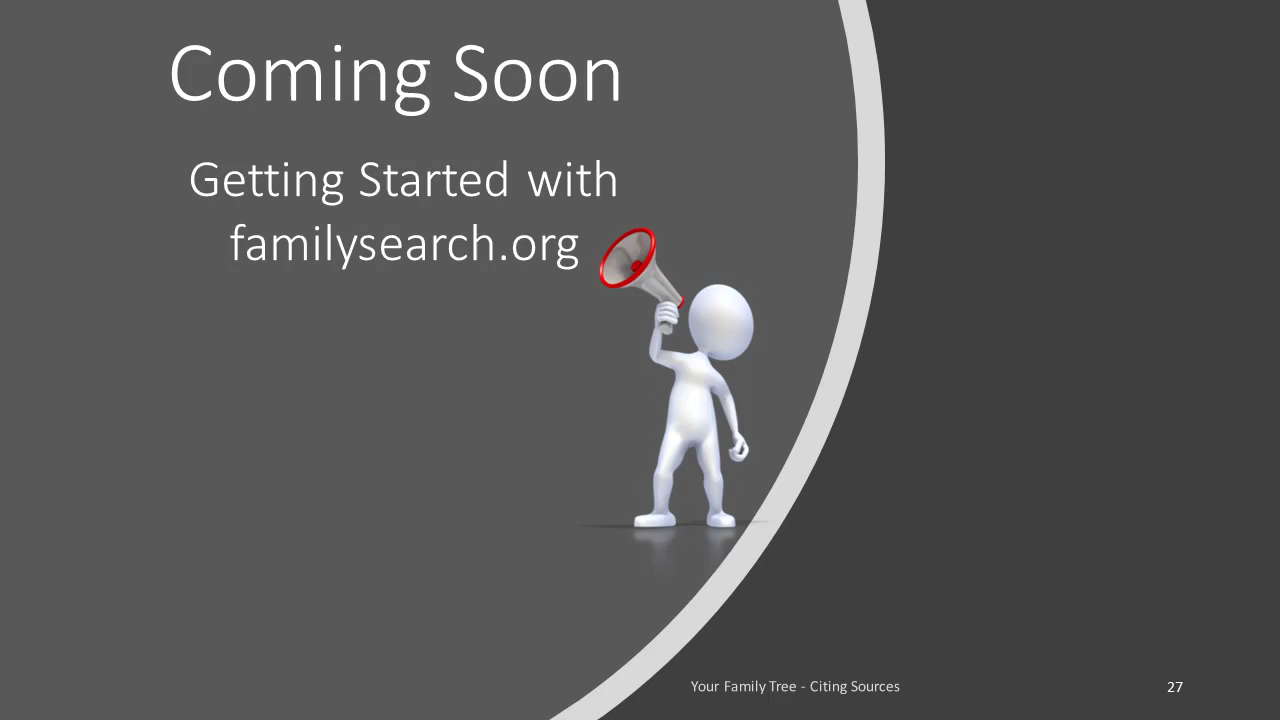 Coming Soon
Getting Started with
familysearch.org
Your Family Tree - Citing Sources
27